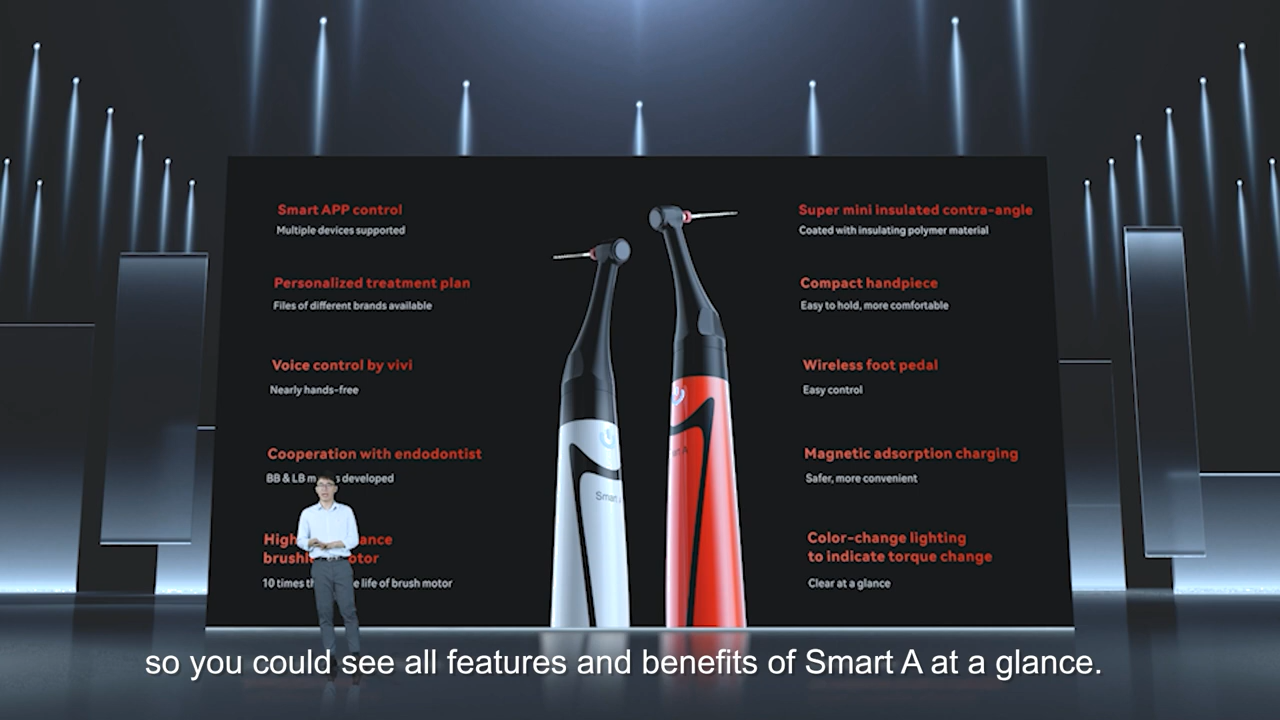 Smart APP control
Multiple devices supported
Personalized treatment plan
Files of different brands available
Voice control by vivi
Nearly hands-free
Cooperation with endodontist
BB & LB developed
High
10 times life of brush motor
Super mini insulated contra-angle
Coated with insulating polymer material
Compact handpiece
Easy to hold, more comfortable
Wireless foot pedal
Easy control
Magnetic adsorption charging
Safer, more convenient
Color-change lighting
to indicate torque change
Clear at a glance
Smart A
so you could see all features and benefits of Smart A at a glance.